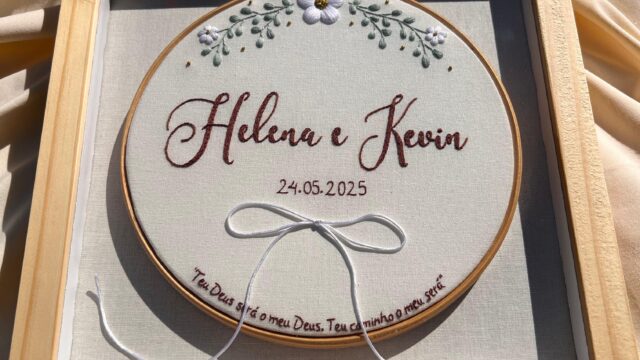 Helena e Kevin
24.05.2025
"Teu Deus será o meu Deus. Teu caminho o meu será"